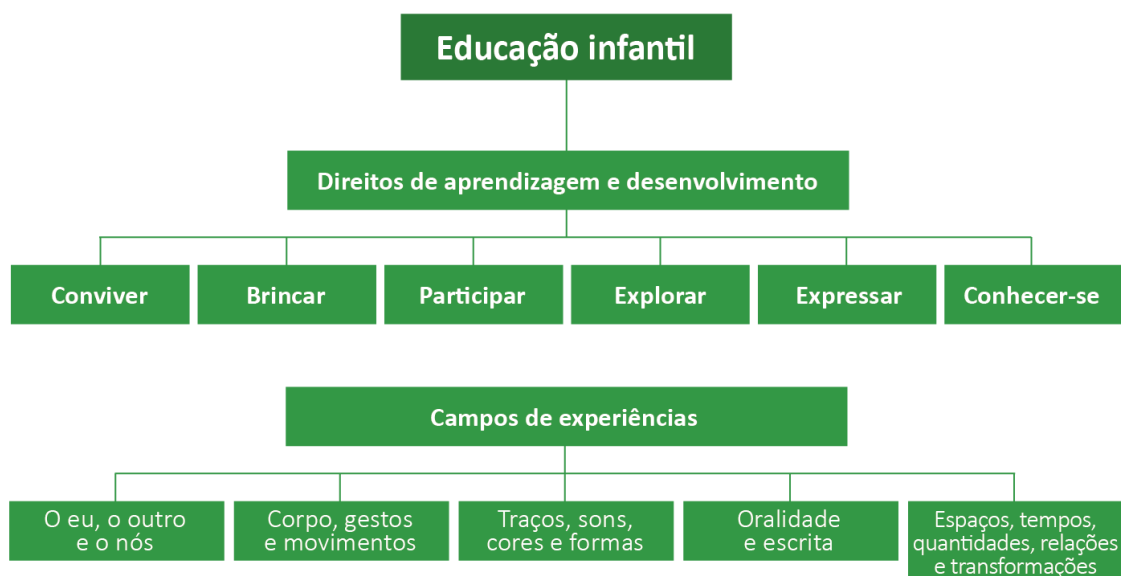 Educação infantil
Direitos de aprendizagem e desenvolvimento
Conviver
Brincar
Participar
Explorar
Expressar
Conhecer-se
Campos de experiências
O eu, o outro
e o nós
Corpo, gestos
e movimentos
Traços, sons,
cores e formas
Oralidade
e escrita
Espaços, tempos,
quantidades, relações
e transformações